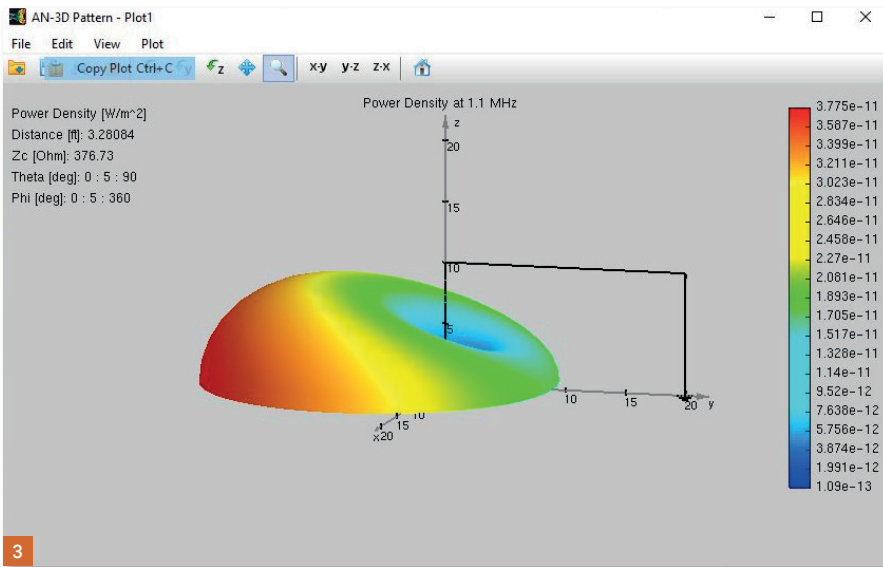 AN-3D Pattern - Plot1
File Edit View Plot
Copy Plot Ctrl+C z x-y y-z z-x
Power Density at 1.1 MHz
Power Density [W/m^2]
Distance [ft]: 3.28084
Zc [Ohm]: 376.73
Theta [deg]: 0 : 5 : 90
Phi [deg]: 0 : 5 : 360
z
20
15
10
5
10 15 20 y
10
15
x20
3.775e-11
3.587e-11
3.399e-11
3.211e-11
3.023e-11
2.834e-11
2.646e-11
2.458e-11
2.27e-11
2.081e-11
1.893e-11
1.705e-11
1.517e-11
1.328e-11
1.14e-11
9.52e-12
7.638e-12
5.756e-12
3.874e-12
1.991e-12
1.09e-13
3